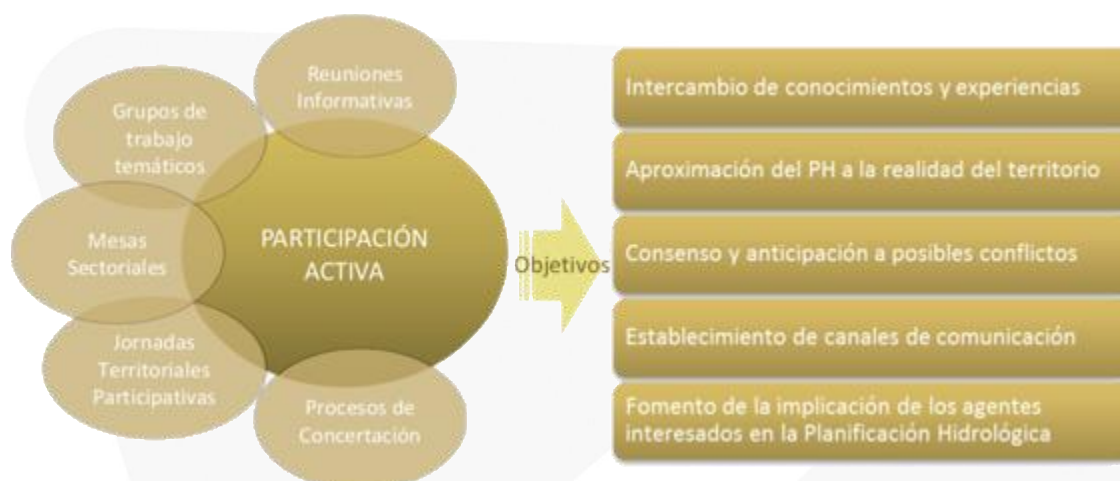 Reuniones
Informativas
Grupos de
trabajo
temáticos
Mesas
Sectoriales
Jornadas
Territoriales
Participativas
Procesos de
Concertación
PARTICIPACIÓN
ACTIVA
Objetivos
Intercambio de conocimientos y experiencias
Aproximación del PH a la realidad del territorio
Consenso y anticipación a posibles conflictos
Establecimiento de canales de comunicación
Fomento de la implicación de los agentes
interesados en la Planificación Hidrológica